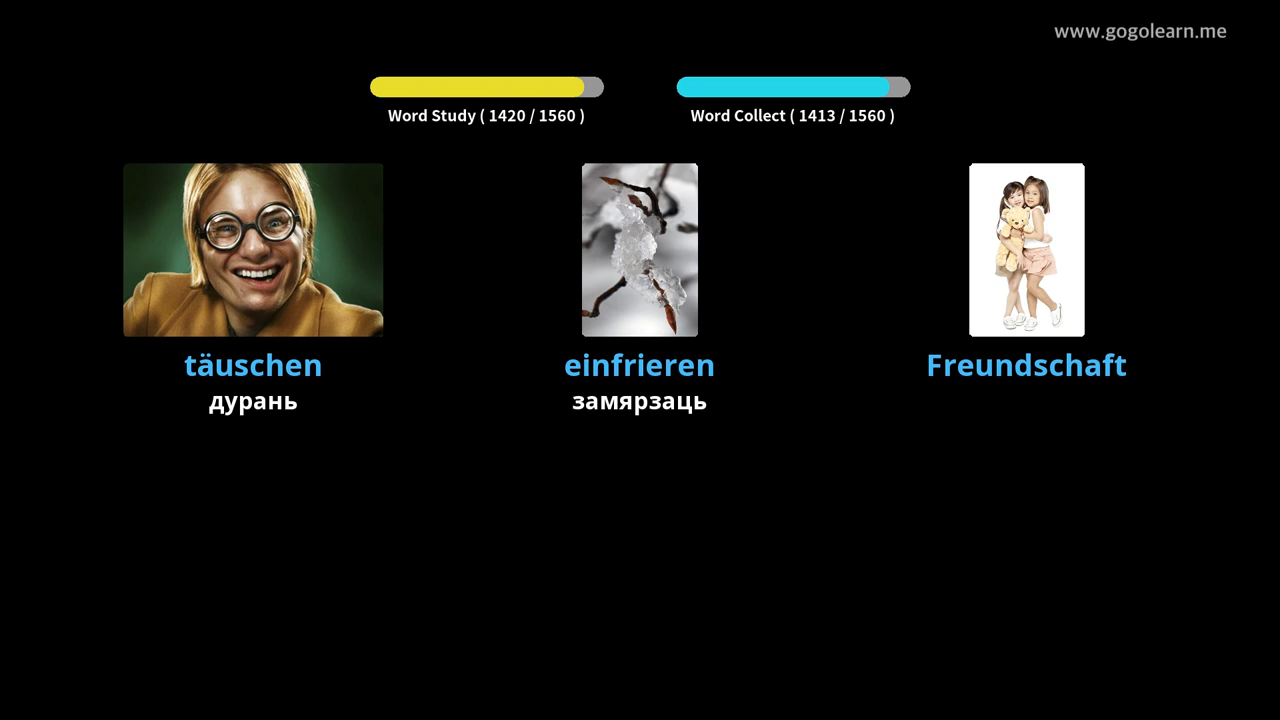 www.gogolearn.me
Word Study ( 1420 / 1560 )
Word Collect ( 1413 / 1560 )
täuschen
дурань
einfrieren
замярзаць
Freundschaft